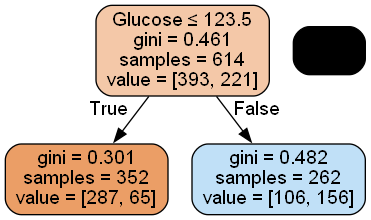 Glucose ≤ 123.5
gini = 0.461
samples = 614
value = [393, 221]
True
False
gini = 0.301
samples = 352
value = [287, 65]
gini = 0.482
samples = 262
value = [106, 156]